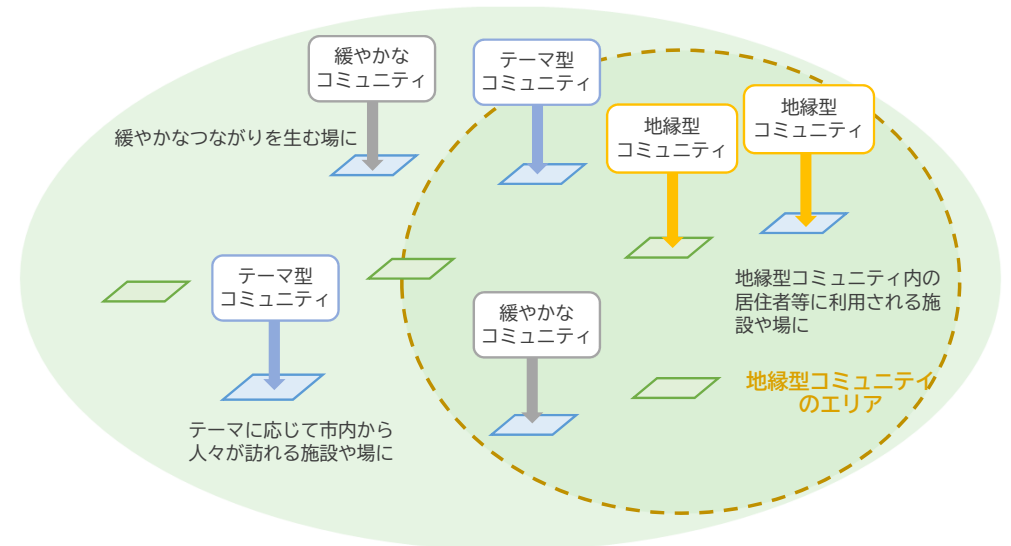 緩やかな
コミュニティ
テーマ型
コミュニティ
地縁型
コミュニティ
地縁型
コミュニティ
緩やかなつながりを生む場に
テーマ型
コミュニティ
緩やかな
コミュニティ
地縁型コミュニティ内の
居住者等に利用される施
設や場に
地縁型コミュニテイ
のエリア
テーマに応じて市内から
人々が訪れる施設や場に